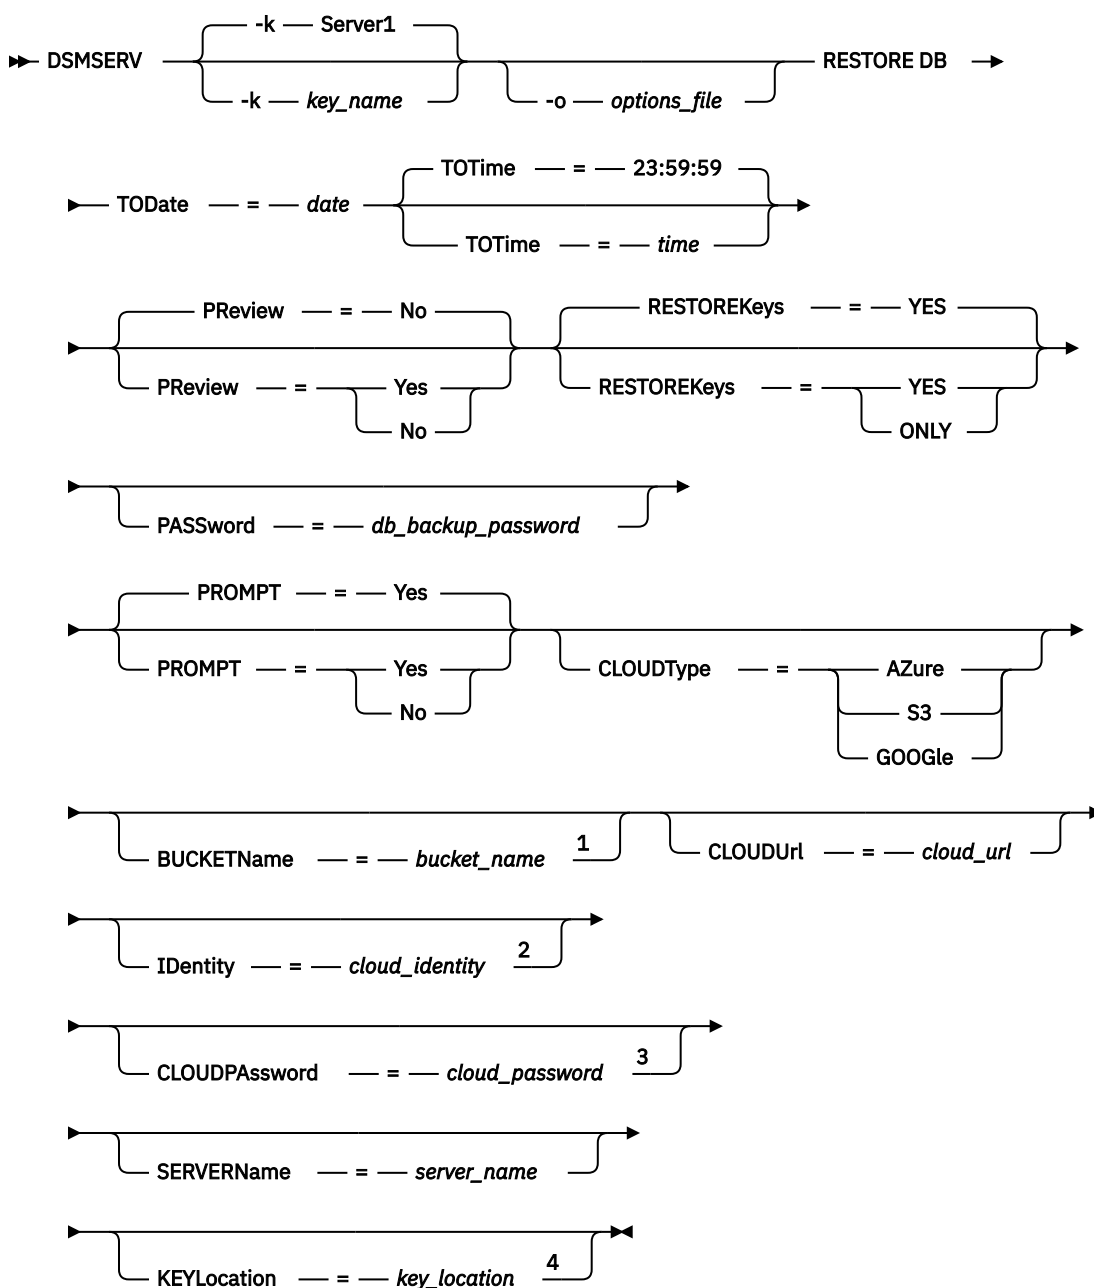 -k Server1
DSMSERV RESTORE DB
-k key_name -o options_file
TOTime = 23:59:59
TODate = date
TOTime = time
PReview = No RESTOREKeys = YES
PReview = Yes RESTOREKeys = YES
No ONLY
PASSword = db_backup_password
PROMPT = Yes
PROMPT = Yes CLOUDType = AZure
No S3
GOOGle
BUCKETName = bucket_name 1 CLOUDUrl = cloud_url
IDentity = cloud_identity 2
CLOUDPAssword = cloud_password 3
SERVERName = server_name
KEYLocation = key_location 4